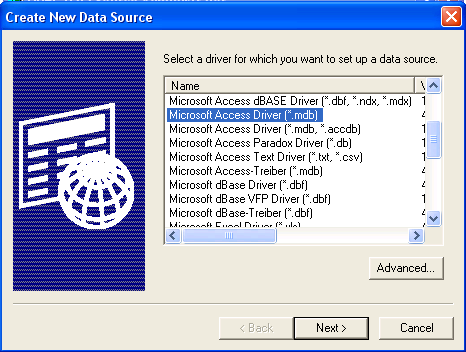 Create New Data Source
Select a driver for which you want to set up a data source.
Name
Microsoft Access dBASE Driver (*.dbf, *.ndx, *.mdx) 1
Microsoft Access Driver (*.mdb) 4
Microsoft Access Driver (*.mdb, *.accdb) 1
Microsoft Access Paradox Driver (*.db) 1
Microsoft Access Text Driver (*.txt, *.csv) 1
Microsoft Access-Treiber (*.mdb) 4
Microsoft dBase Driver (*.dbf) 4
Microsoft dBase VFP Driver (*.dbf) 1
Microsoft dBase-Treiber (*.dbf) 4
Microsoft Excel Driver (*.xls)
Advanced...
< Back Next > Cancel